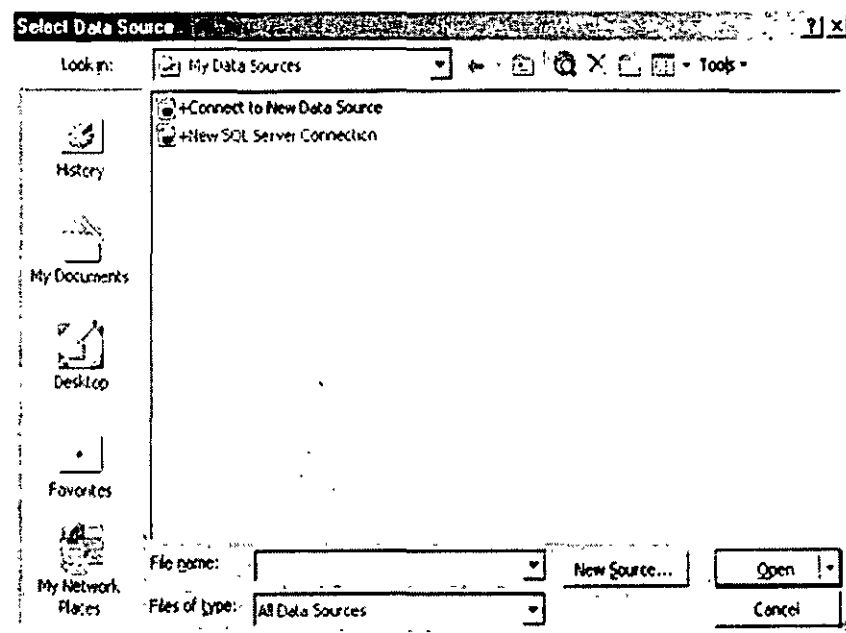 Select Data Source
Look in:
My Data Sources
Tools
+Connect to New Data Source
+New SQL Server Connection
History
My Documents
Desktop
Favorites
My Network
Places
File name:
New Source...
Open
Files of type:
All Data Sources
Cancel